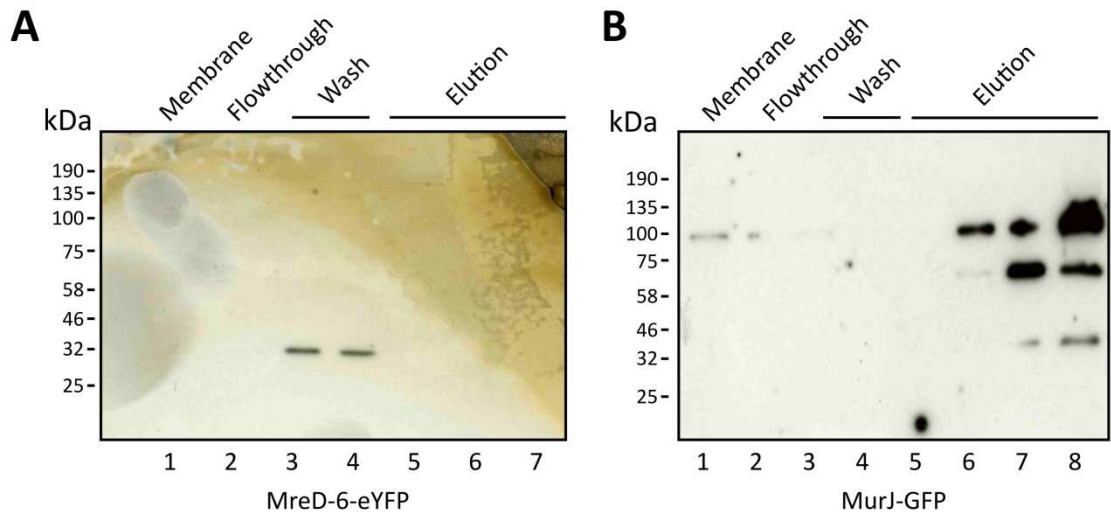 A
Membrane
Flowthrough
Wash
Elution
kDa
190
135
100
75
58
46
32
25
1 2 3 4 5 6 7
MreD-6-eYFP
B
Membrane
Flowthrough
Wash
Elution
kDa
190
135
100
75
58
46
32
25
1 2 3 4 5 6 7 8
MurJ-GFP